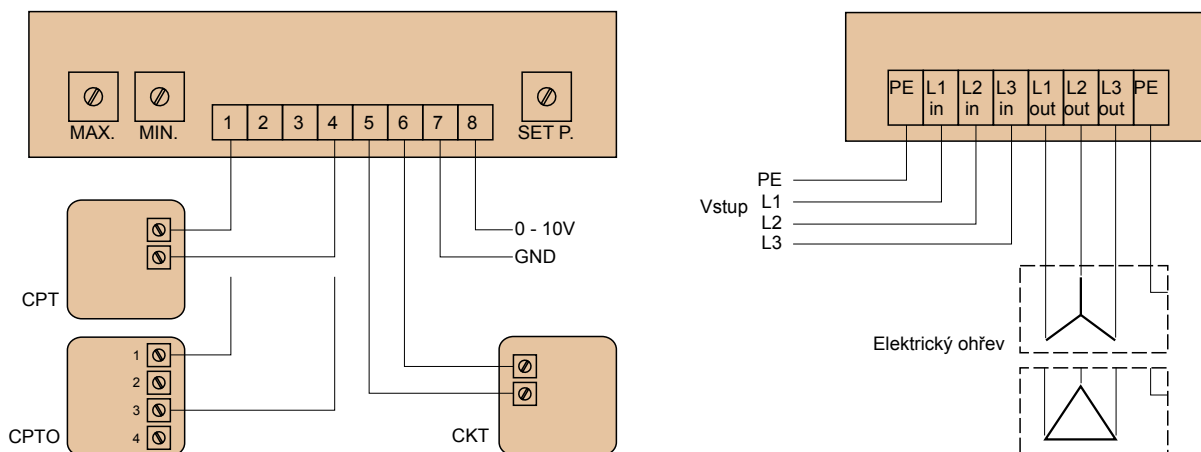 MAX.
MIN.
1 2 3 4 5 6 7 8
SET P.
0 - 10V
GND
CPT
1
2
3
4
CPTO
CKT
PE L1 in L2 in L3 in L1 out L2 out L3 out PE
Vstup
PE
L1
L2
L3
Elektrický ohřev